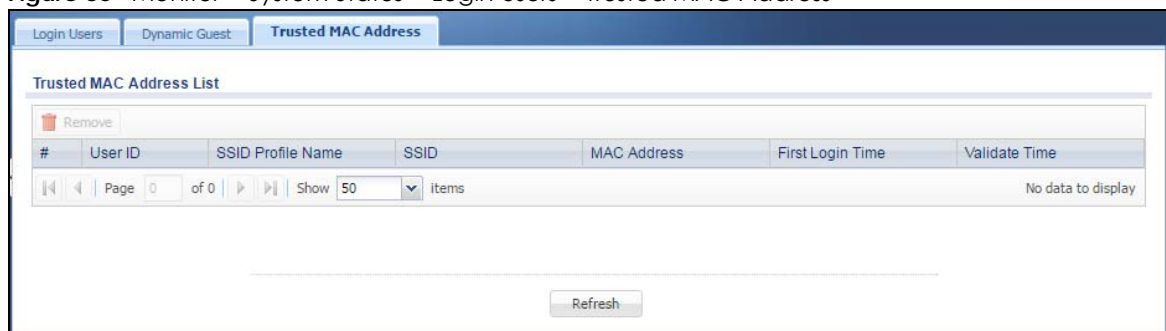 Login Users Dynamic Guest Trusted MAC Address
Trusted MAC Address List
Remove
# User ID SSID Profile Name SSID MAC Address First Login Time Validate Time
Page 0 of 0 Show 50 items No data to display
Refresh